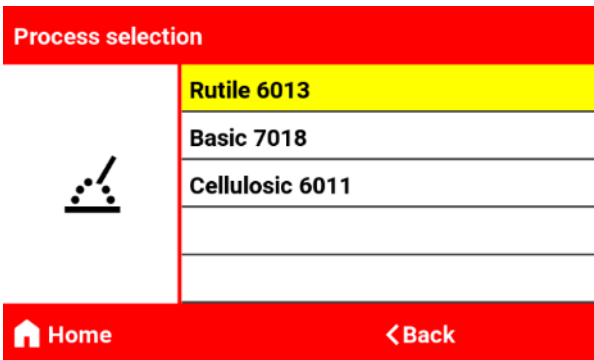 Process selection
Rutile 6013
Basic 7018
Cellulosic 6011
Home
Back